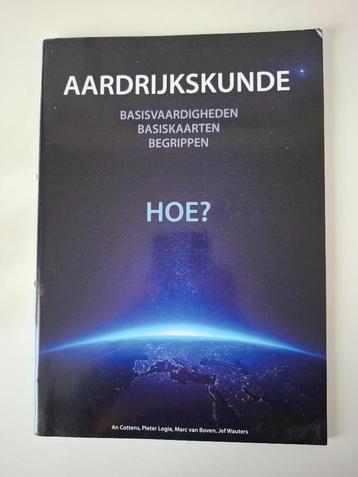 AARDRIJKSKUNDE
BASISVAARDIGHEDEN
BASISKAARTEN
BEGRIPPEN
HOE?
An Cottens, Pieter Logie, Marc van Boven, Jef Wauters